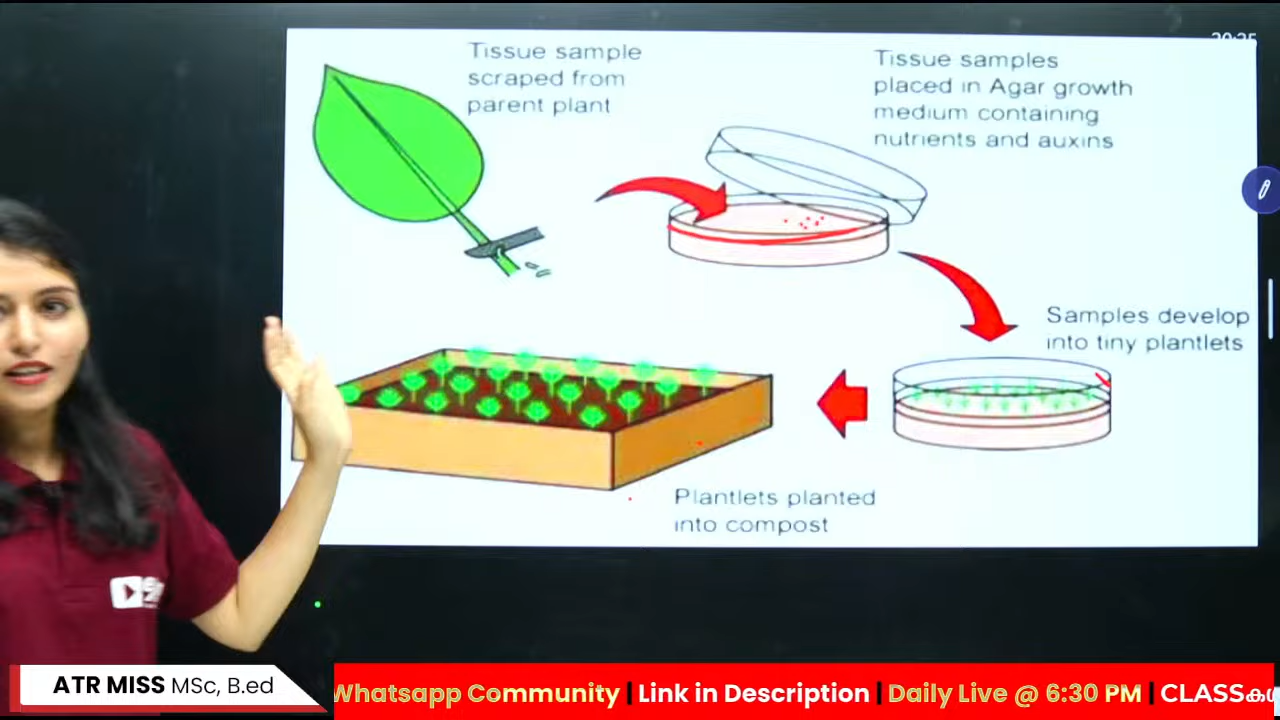 Tissue sample
scraped from
parent plant
Tissue samples
placed in Agar growth
medium containing
nutrients and auxins
Samples develop
into tiny plantlets
Plantlets planted
into compost
ATR MISS MSc, B.ed
Whatsapp Community | Link in Description | Daily Live @ 6:30 PM | CLASS